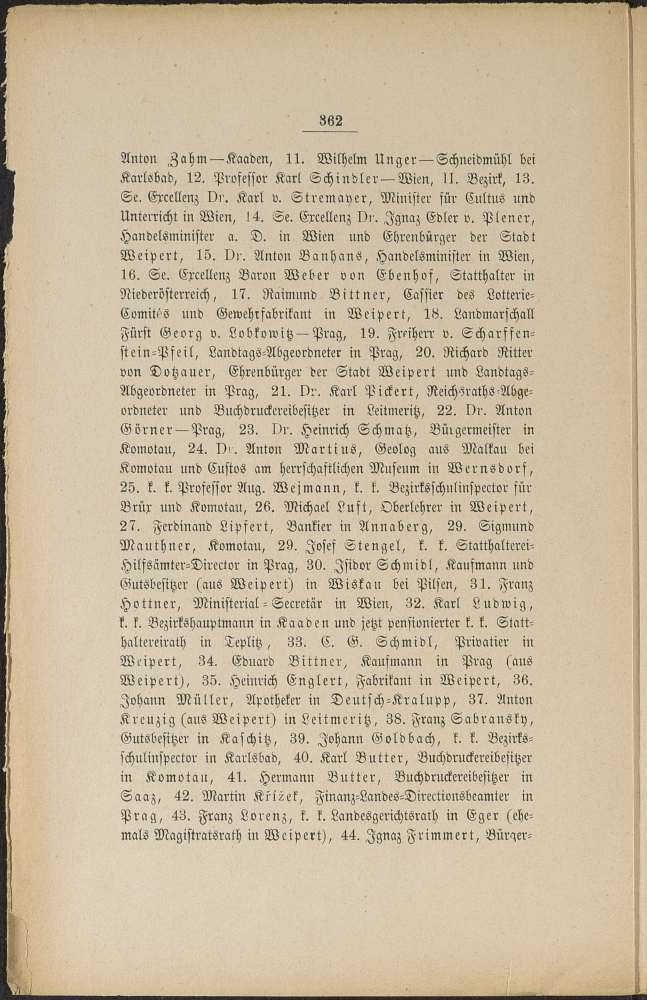 362
Anton Zahm—Kaaden, 11. Wilhelm Unger—Schneidmühl bei
Karlsbad, 12. Professor Karl Schindler—Wien, II. Bezirk, 13.
Se. Excellenz Dr. Karl v. Stremayer, Minister für Cultus und
Unterricht in Wien, 14. Se. Excellenz Dr. Ignaz Edler v. Plener,
Handelsminister a. D. in Wien und Ehrenbürger der Stadt
Weipert, 15. Dr. Anton Banhans, Handelsminister in Wien,
16. Se. Excellenz Baron Weber von Ebenhof, Statthalter in
Niederösterreich, 17. Raimund Bittner, Cassier des Lotterie-
Comités und Gewehrfabrikant in Weipert, 18. Landmarschall
Fürst Georg v. Lobkowitz—Prag, 19. Freiherr v. Scharffen-
stein-Pfeil, Landtags-Abgeordneter in Prag, 20. Richard Ritter
von Dotzauer, Ehrenbürger der Stadt Weipert und Landtags-
Abgeordneter in Prag, 21. Dr. Karl Pickert, Reichsraths-Abge-
ordneter und Buchdruckereibesitzer in Leitmeritz, 22. Dr. Anton
Görner—Prag, 23. Dr. Heinrich Schmatz, Bürgermeister in
Komotau, 24. Dr. Anton Martius, Geolog aus Malkau bei
Komotau und Custos am herrschaftlichen Museum in Wernsdorf,
25. k. k. Professor Aug. Wejmann, k. k. Bezirksschulinspector für
Brüx und Komotau, 26. Michael Luft, Oberlehrer in Weipert,
27. Ferdinand Lipfert, Bankier in Annaberg, 29. Sigmund
Mauthner, Komotau, 29. Josef Stengel, k. k. Statthalterei-
Hilfsämter-Director in Prag, 30. Isidor Schmidl, Kaufmann und
Gutsbesitzer (aus Weipert) in Wiskau bei Pilsen, 31. Franz
Hottner, Ministerial-Secretär in Wien, 32. Karl Ludwig,
k. k. Bezirkshauptmann in Kaaden und jetzt pensionierter k. k. Statt-
haltereirath in Teplitz, 33. C. G. Schmidl, Privatier in
Weipert, 34. Eduard Bittner, Kaufmann in Prag (aus
Weipert), 35. Heinrich Englert, Fabrikant in Weipert, 36.
Johann Müller, Apotheker in Deutsch-Kralupp, 37. Anton
Kreuzig (aus Weipert) in Leitmeritz, 38. Franz Sabransky,
Gutsbesitzer in Kaschitz, 39. Johann Goldbach, k. k. Bezirks-
schulinspector in Karlsbad, 40. Karl Butter, Buchdruckereibesitzer
in Komotau, 41. Hermann Butter, Buchdruckereibesitzer in
Saaz, 42. Martin Křížek, Finanz-Landes-Directionsbeamter in
Prag, 43. Franz Lorenz, k. k. Landesgerichtsrath in Eger (ehe-
mals Magistratsrath in Weipert), 44. Ignaz Frimmert, Bürger-